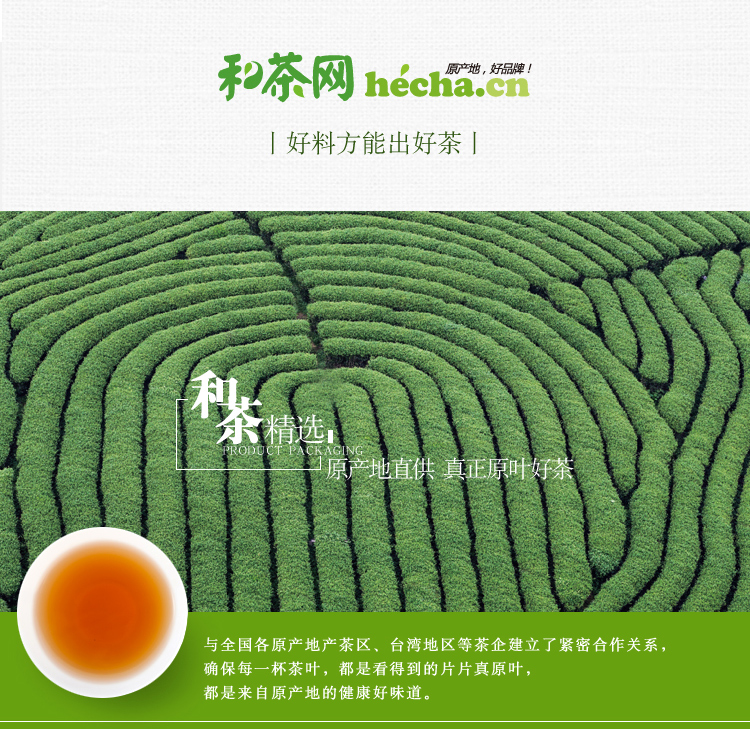 和茶网 hécha.cn
原产地，好品牌！
丨好料方能出好茶丨
和茶精选
PRODUCT PACKAGING
原产地直供 真正原叶好茶
与全国各原产地产茶区、台湾地区等茶企建立了紧密合作关系，
确保每一杯茶叶，都是看得到的片片真原叶，
都是来自原产地的健康好味道。